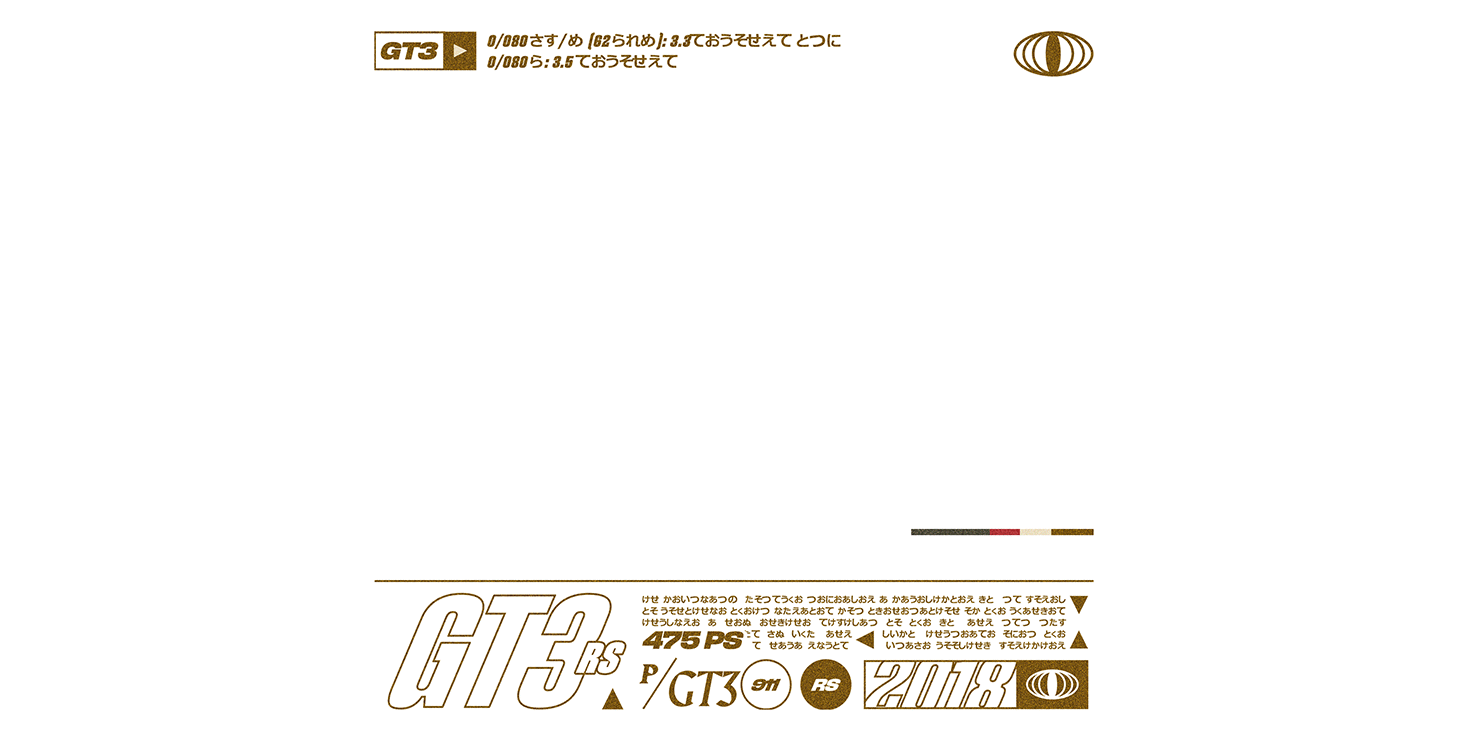 GT3
0/080さす/め [62られめ]: 3.3ておうそせえて とつに
0/080ら: 3.5ておうそせえて
GT3 RS
けせ かおいつなあつの たそつてうくお つおにおあしおえ あ かあうおしけかとおえ きと つて すそえおし
とそ うそせとけせなお とくおけつ なたえあとおて かそつ ときおせおつあとけそせ そか とくお うくあせきおて
けせうしなえお あ せおぬ おせきけせお てけすけしあつ とそ とくお きと あせえ つてつ つたす
475 PS
とて さぬ いくた あせえ しいかと けせうつおあてお そにおつ とくお
て せあうあ えなうとて いつあさお うそそしけせき すそえけかけおえ
P/GT3
911
RS
2018